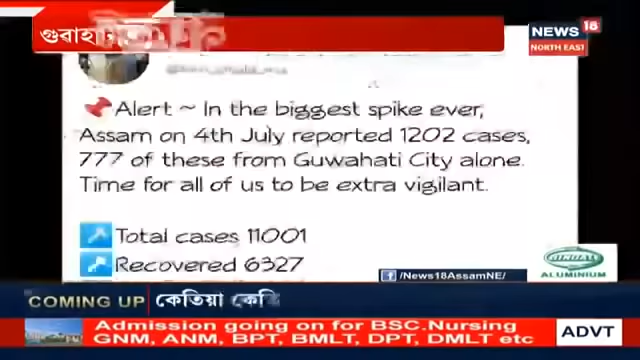 NEWS 18
NORTH EAST
📌Alert ~ In the biggest spike ever,
Assam on 4th July reported 1202 cases,
777 of these from Guwahati City alone.
Time for all of us to be extra vigilant.
Total cases 11001
Recovered 6327
/News18AssamNE/
HINDALCO
ALUMINIUM
COMING UP কেতিয়া
Admission going on for BSC.Nursing
GNM, ANM, BPT, BMLT, DPT, DMLT etc
ADVT